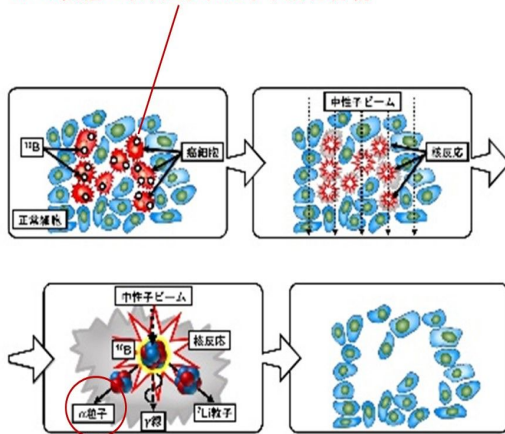 ¹⁰B
癌細胞
正常細胞
中性子ビーム
核反応
中性子ビーム
¹⁰B
核反応
α粒子
γ線
⁷Li粒子